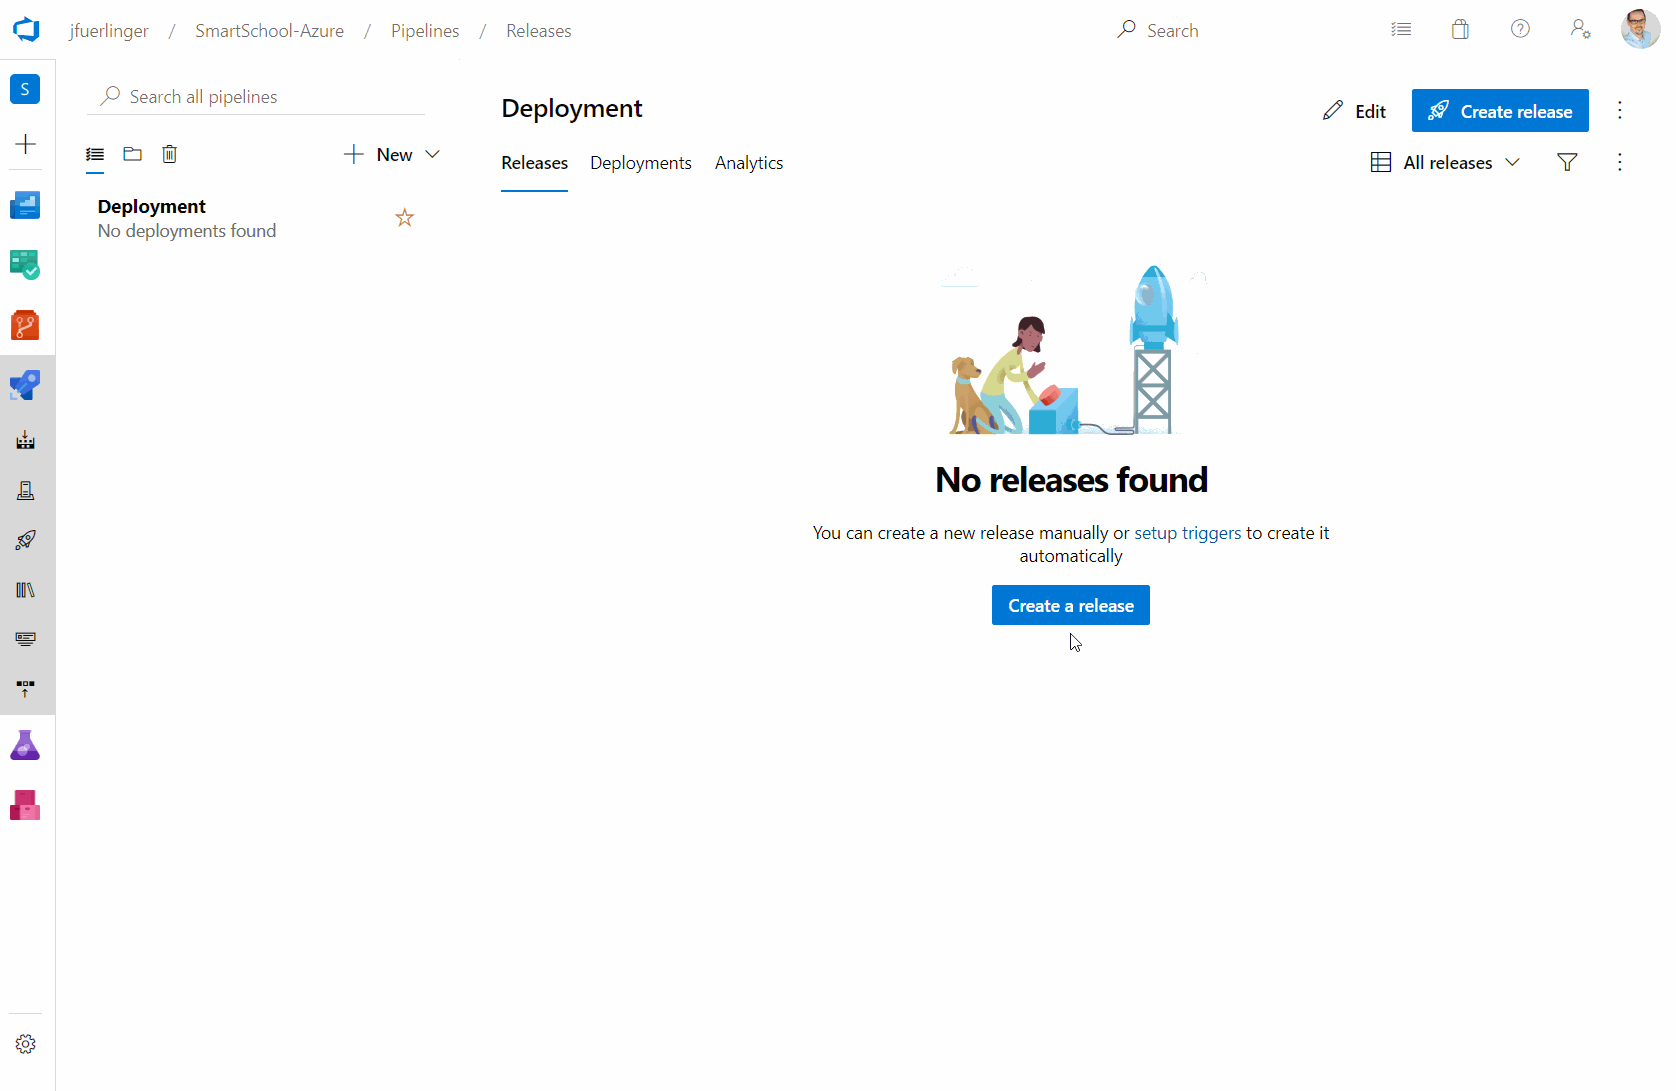 jfuerlinger / SmartSchool-Azure / Pipelines / Releases
Search
S
Search all pipelines
New
Deployment
No deployments found
Deployment
Edit
Create release
Releases
Deployments
Analytics
All releases
No releases found
You can create a new release manually or setup triggers to create it
automatically
Create a release